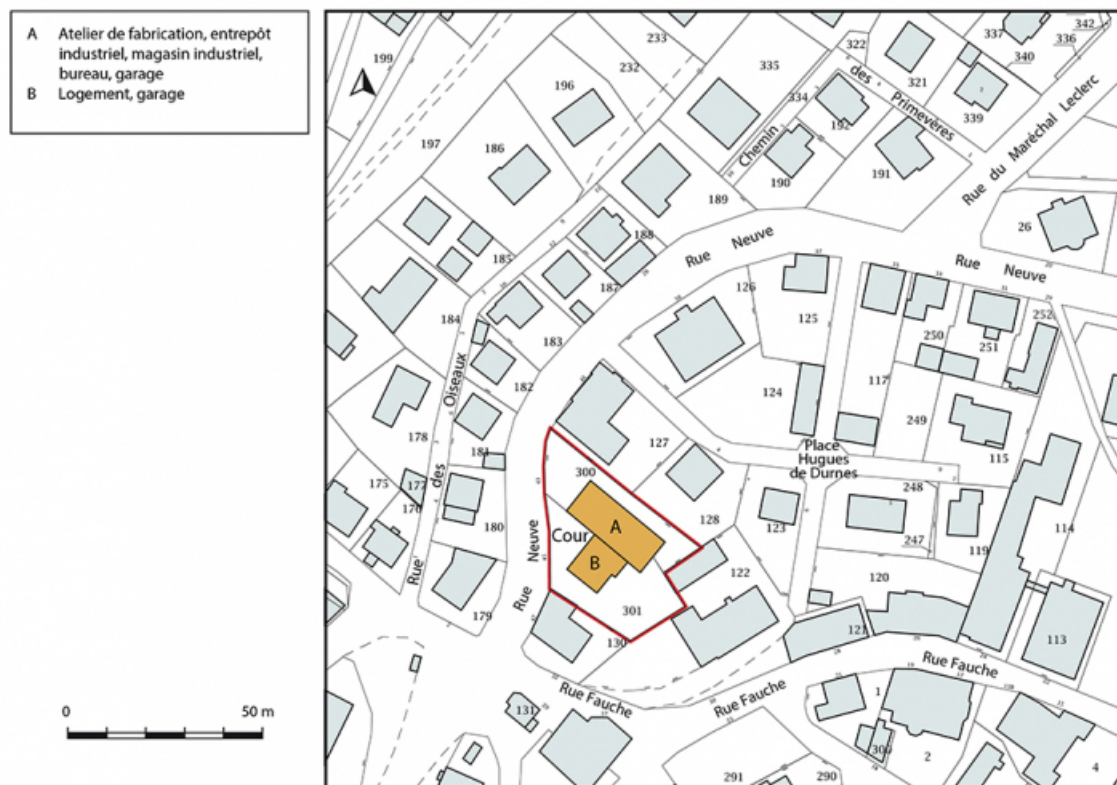 A Atelier de fabrication, entrepôt
industriel, magasin industriel,
bureau, garage
B Logement, garage
0 50 m
199
233
232
335
322
337
342
336
340
321
339
196
334
des Primevères
192
Chemin
190
191
Rue du Maréchal Leclerc
197
186
189
188
26
Rue Neuve
Rue Neuve
185
187
126
125
184
183
250
251
252
182
124
117
249
Oiseaux
178
181
127
115
Place
Hugues
de Durnes
175
177
176
des
300
180
128
123
248
247
119
114
A
Cour
B
Neuve
Rue
Rue
122
120
179
301
130
121
113
Rue Fauche
Rue Fauche
Rue Fauche
131
1
2
4
291
290